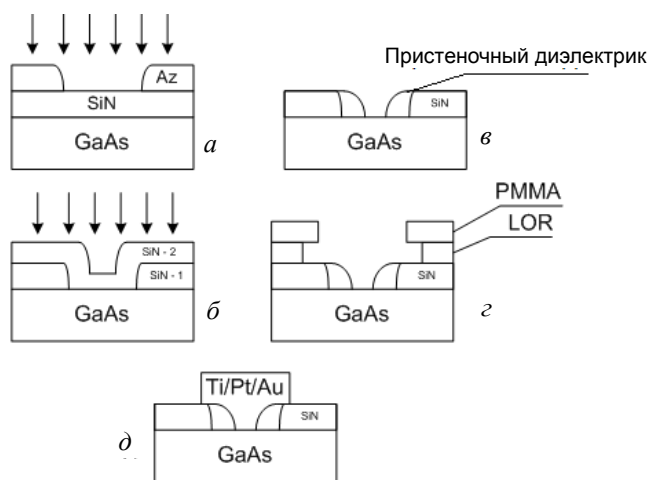 Az
SiN
GaAs
а
Пристеночный диэлектрик
SiN
GaAs
в
SiN - 2
SiN - 1
GaAs
б
PMMA
LOR
SiN
GaAs
г
Ti/Pt/Au
SiN
GaAs
д